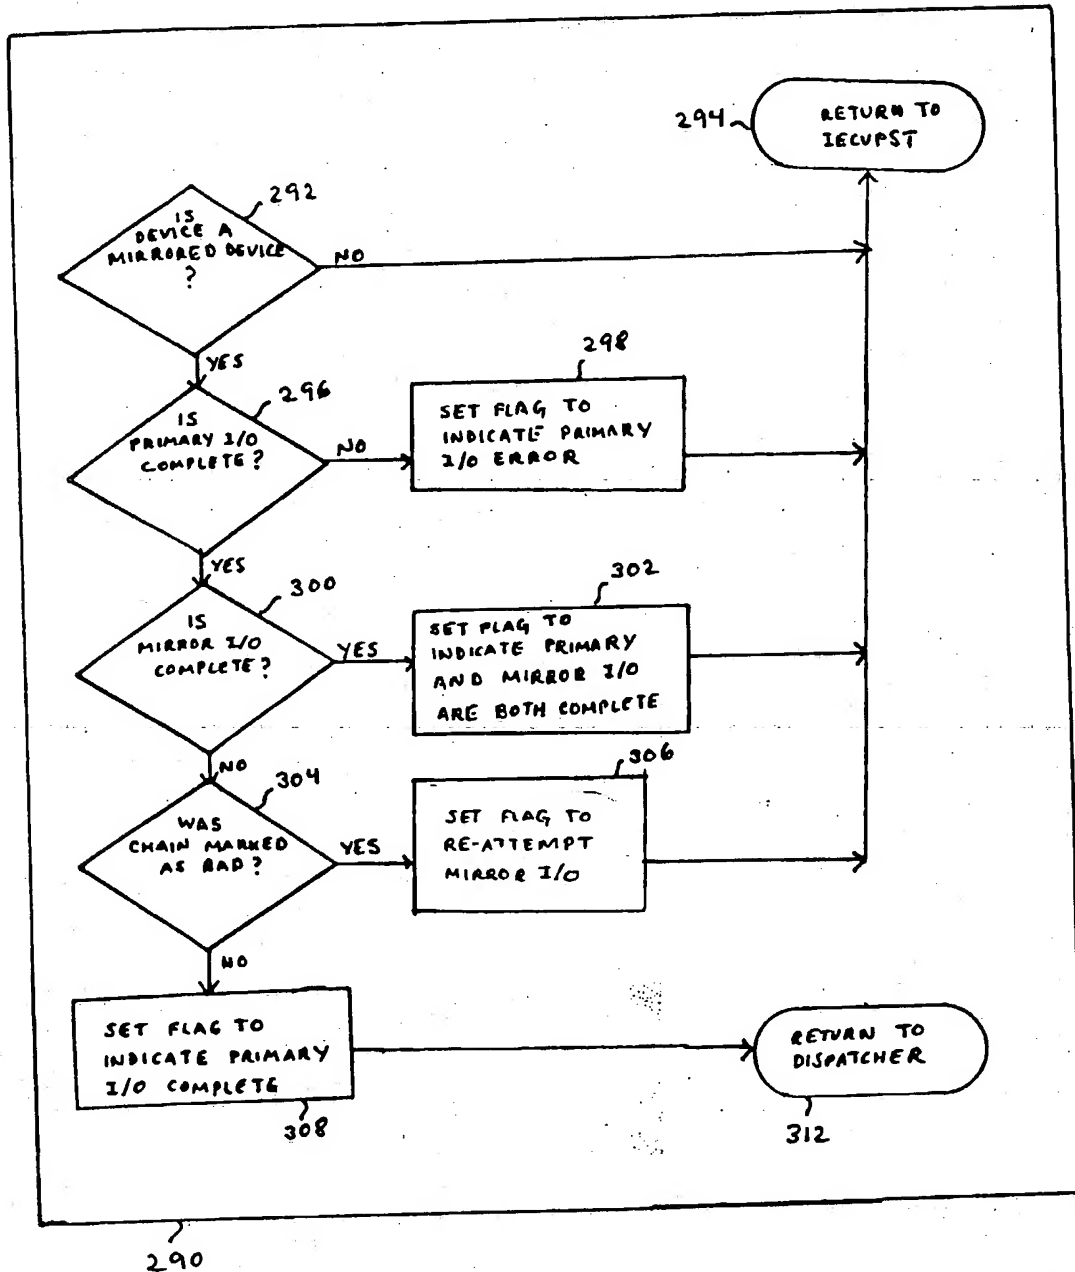 294
RETURN TO
IECVPST
292
IS
DEVICE A
MIRRORED DEVICE
?
NO
YES
296
IS
PRIMARY I/O
COMPLETE?
NO
298
SET FLAG TO
INDICATE PRIMARY
I/O ERROR
YES
300
IS
MIRROR I/O
COMPLETE?
YES
302
SET FLAG TO
INDICATE PRIMARY
AND MIRROR I/O
ARE BOTH COMPLETE
NO
304
WAS
CHAIN MARKED
AS BAD?
YES
306
SET FLAG TO
RE-ATTEMPT
MIRROR I/O
NO
SET FLAG TO
INDICATE PRIMARY
I/O COMPLETE
308
RETURN TO
DISPATCHER
312
290